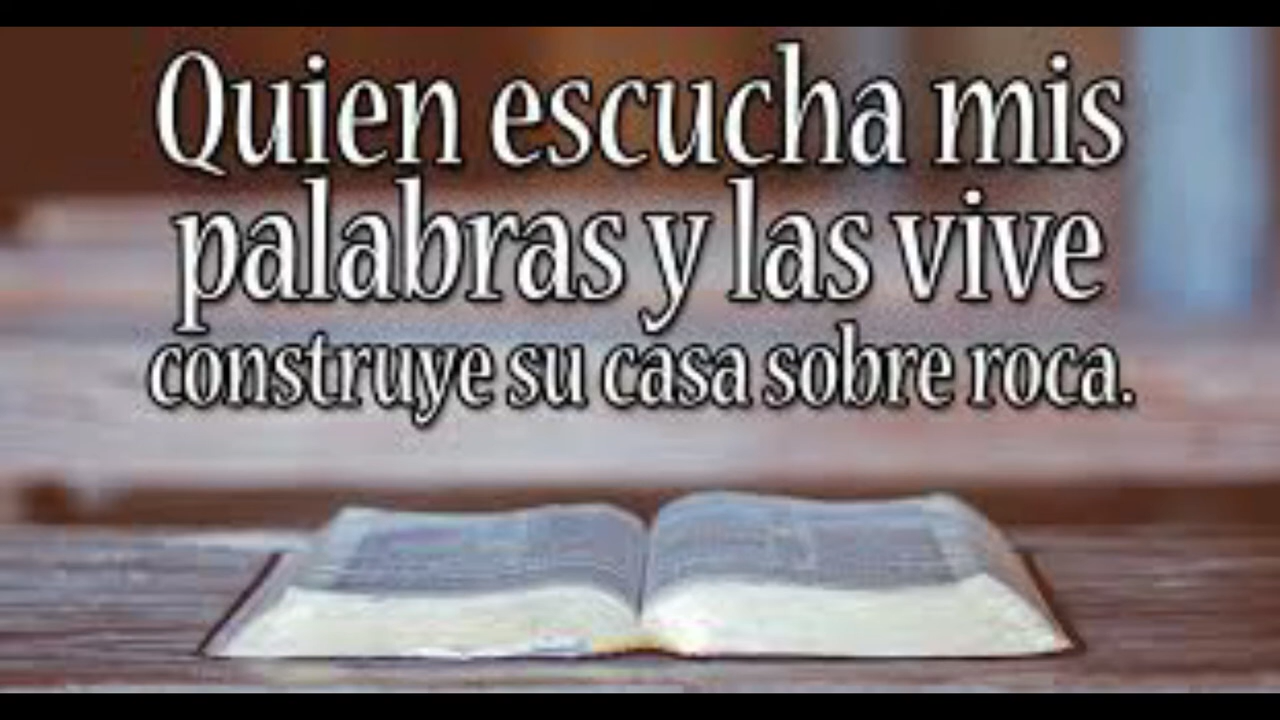 Quien escucha mis
palabras y las vive
construye su casa sobre roca.